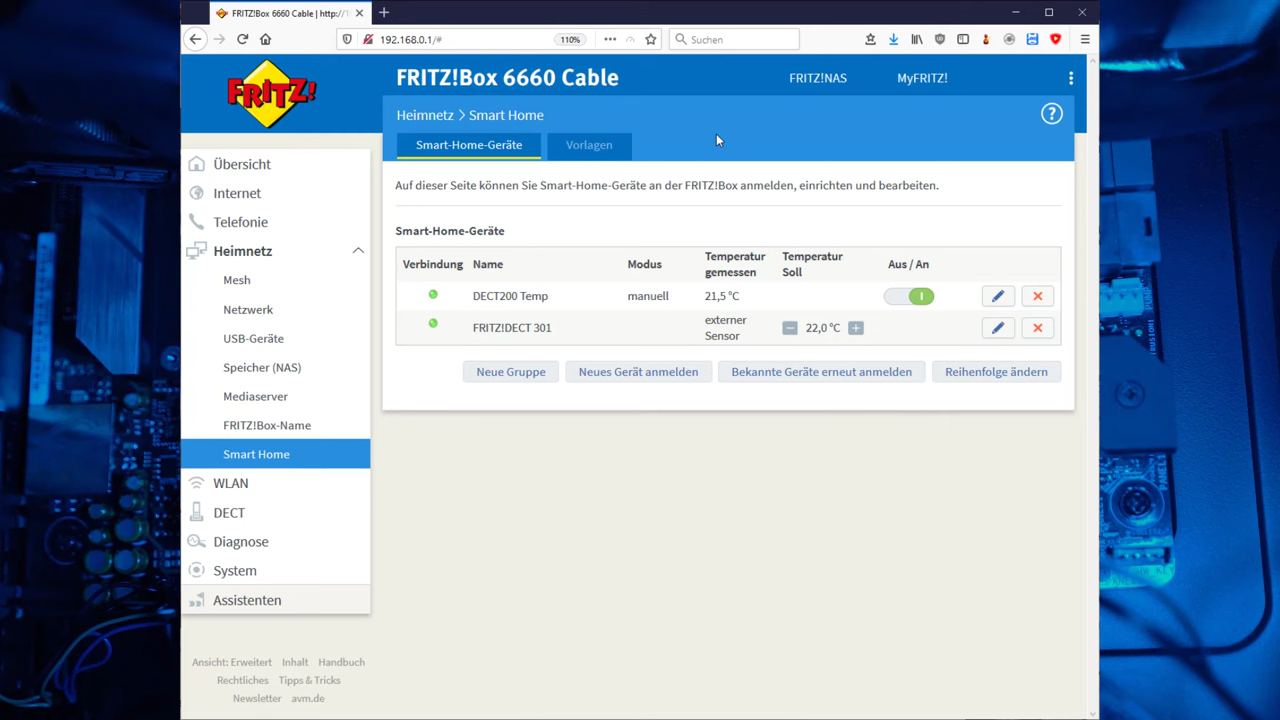 FRITZ!Box 6660 Cable | http://1
192.168.0.1/#
110%
Suchen
FRITZ!
FRITZ!Box 6660 Cable
FRITZ!NAS
MyFRITZ!
Heimnetz > Smart Home
Smart-Home-Geräte
Vorlagen
Übersicht
Internet
Telefonie
Heimnetz
Mesh
Netzwerk
USB-Geräte
Speicher (NAS)
Mediaserver
FRITZ!Box-Name
Smart Home
WLAN
DECT
Diagnose
System
Assistenten
Ansicht: Erweitert Inhalt Handbuch
Rechtliches Tipps & Tricks
Newsletter avm.de
Auf dieser Seite können Sie Smart-Home-Geräte an der FRITZ!Box anmelden, einrichten und bearbeiten.
Smart-Home-Geräte
Verbindung Name Modus Temperatur gemessen Temperatur Soll Aus / An
DECT200 Temp manuell 21,5 °C
FRITZ!DECT 301 externer Sensor 22,0 °C
Neue Gruppe
Neues Gerät anmelden
Bekannte Geräte erneut anmelden
Reihenfolge ändern